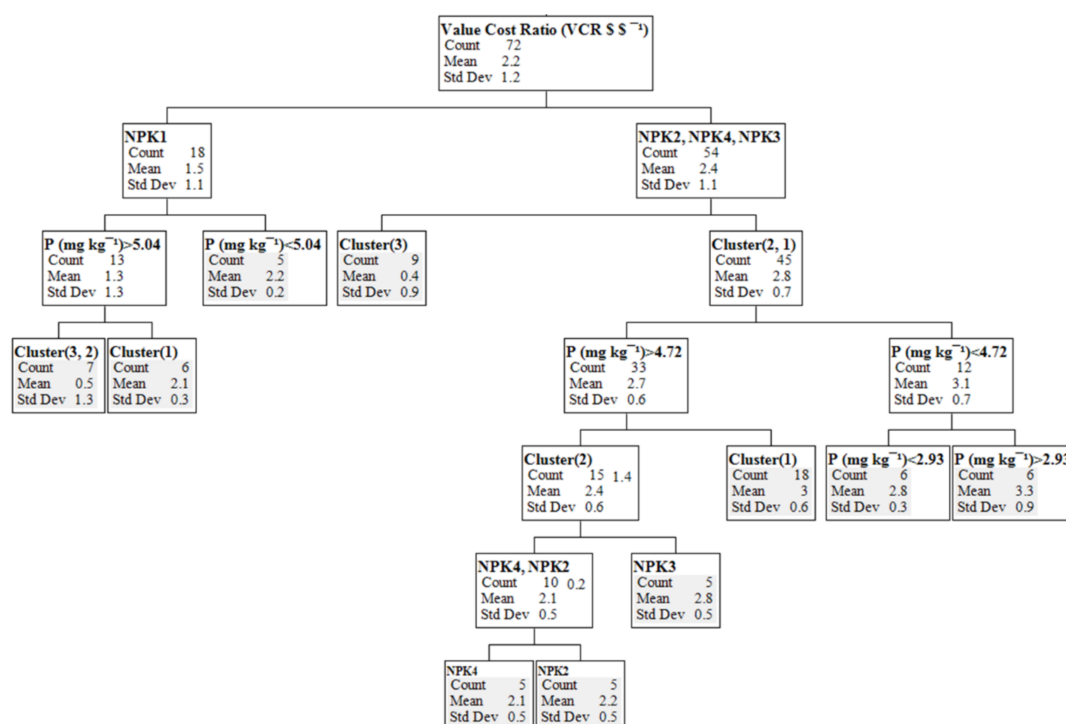 Value Cost Ratio (VCR $ $ ⁻¹)
Count 72
Mean 2.2
Std Dev 1.2
NPK1
Count 18
Mean 1.5
Std Dev 1.1
NPK2, NPK4, NPK3
Count 54
Mean 2.4
Std Dev 1.1
P (mg kg⁻¹)>5.04
Count 13
Mean 1.3
Std Dev 1.3
P (mg kg⁻¹)<5.04
Count 5
Mean 2.2
Std Dev 0.2
Cluster(3)
Count 9
Mean 0.4
Std Dev 0.9
Cluster(2, 1)
Count 45
Mean 2.8
Std Dev 0.7
Cluster(3, 2)
Count 7
Mean 0.5
Std Dev 1.3
Cluster(1)
Count 6
Mean 2.1
Std Dev 0.3
P (mg kg⁻¹)>4.72
Count 33
Mean 2.7
Std Dev 0.6
P (mg kg⁻¹)<4.72
Count 12
Mean 3.1
Std Dev 0.7
Cluster(2)
Count 15 1.4
Mean 2.4
Std Dev 0.6
Cluster(1)
Count 18
Mean 3
Std Dev 0.6
P (mg kg⁻¹)<2.93
Count 6
Mean 2.8
Std Dev 0.3
P (mg kg⁻¹)>2.93
Count 6
Mean 3.3
Std Dev 0.9
NPK4, NPK2
Count 10 0.2
Mean 2.1
Std Dev 0.5
NPK3
Count 5
Mean 2.8
Std Dev 0.5
NPK4
Count 5
Mean 2.1
Std Dev 0.5
NPK2
Count 5
Mean 2.2
Std Dev 0.5